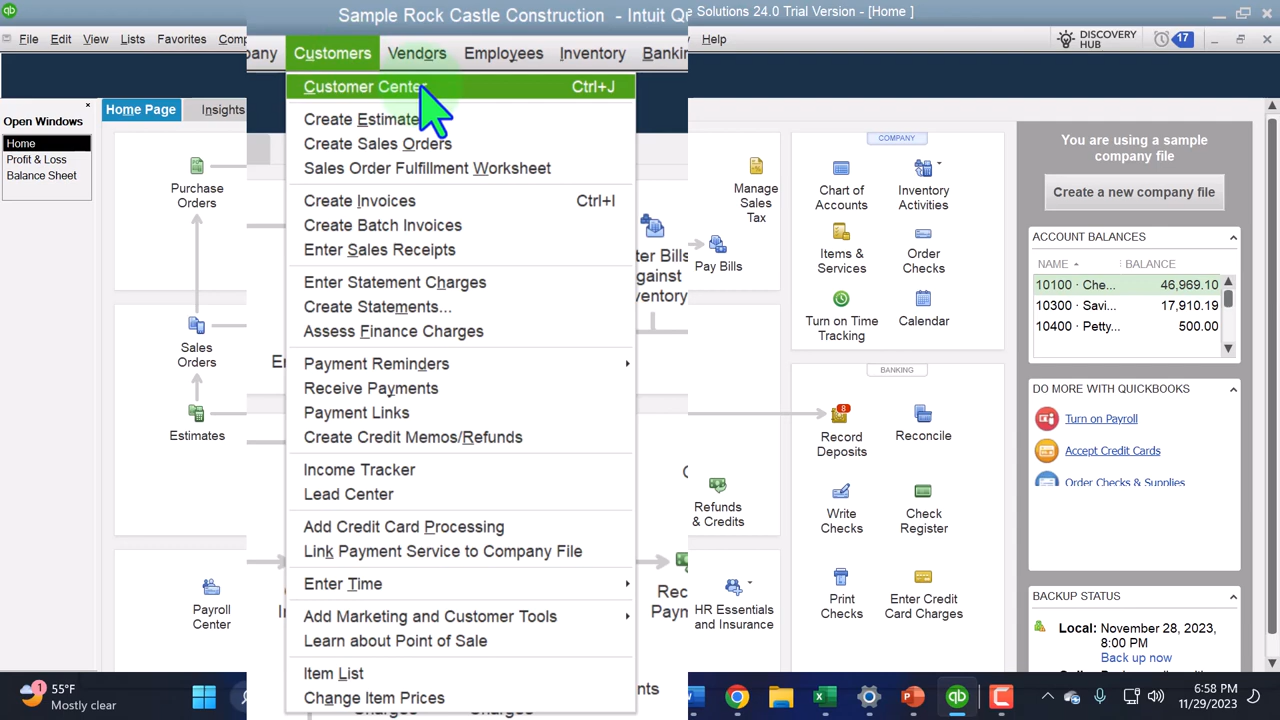 Sample Rock Castle Construction - Intuit Qu
Solutions 24.0 Trial Version - [Home ]
File Edit View Lists Favorites Com
pany Customers Vendors Employees Inventory Bankin
Help
DISCOVERY HUB
17
Home Page
Insights
Open Windows
Home
Profit & Loss
Balance Sheet
Customer Center Ctrl+J
Create Estimate
Create Sales Orders
Sales Order Fulfillment Worksheet
Create Invoices Ctrl+I
Create Batch Invoices
Enter Sales Receipts
Enter Statement Charges
Create Statements...
Assess Finance Charges
Payment Reminders
Receive Payments
Payment Links
Create Credit Memos/Refunds
Income Tracker
Lead Center
Add Credit Card Processing
Link Payment Service to Company File
Enter Time
Add Marketing and Customer Tools
Learn about Point of Sale
Item List
Change Item Prices
Purchase
Orders
Sales
Orders
Estimates
Payroll
Center
ter Bills
Against
ventory
Manage
Sales
Tax
Pay Bills
Refunds
& Credits
HR Essentials
and Insurance
COMPANY
Chart of
Accounts
Inventory
Activities
Items &
Services
Order
Checks
Turn on Time
Tracking
Calendar
BANKING
8
Record
Deposits
Reconcile
Write
Checks
Check
Register
Print
Checks
Enter Credit
Card Charges
You are using a sample
company file
Create a new company file
ACCOUNT BALANCES
NAME BALANCE
10100 · Che... 46,969.10
10300 · Savi... 17,910.19
10400 · Petty... 500.00
DO MORE WITH QUICKBOOKS
Turn on Payroll
Accept Credit Cards
Order Checks & Supplies
BACKUP STATUS
Local: November 28, 2023,
8:00 PM
Back up now
1
55°F
Mostly clear
6:58 PM
11/29/2023